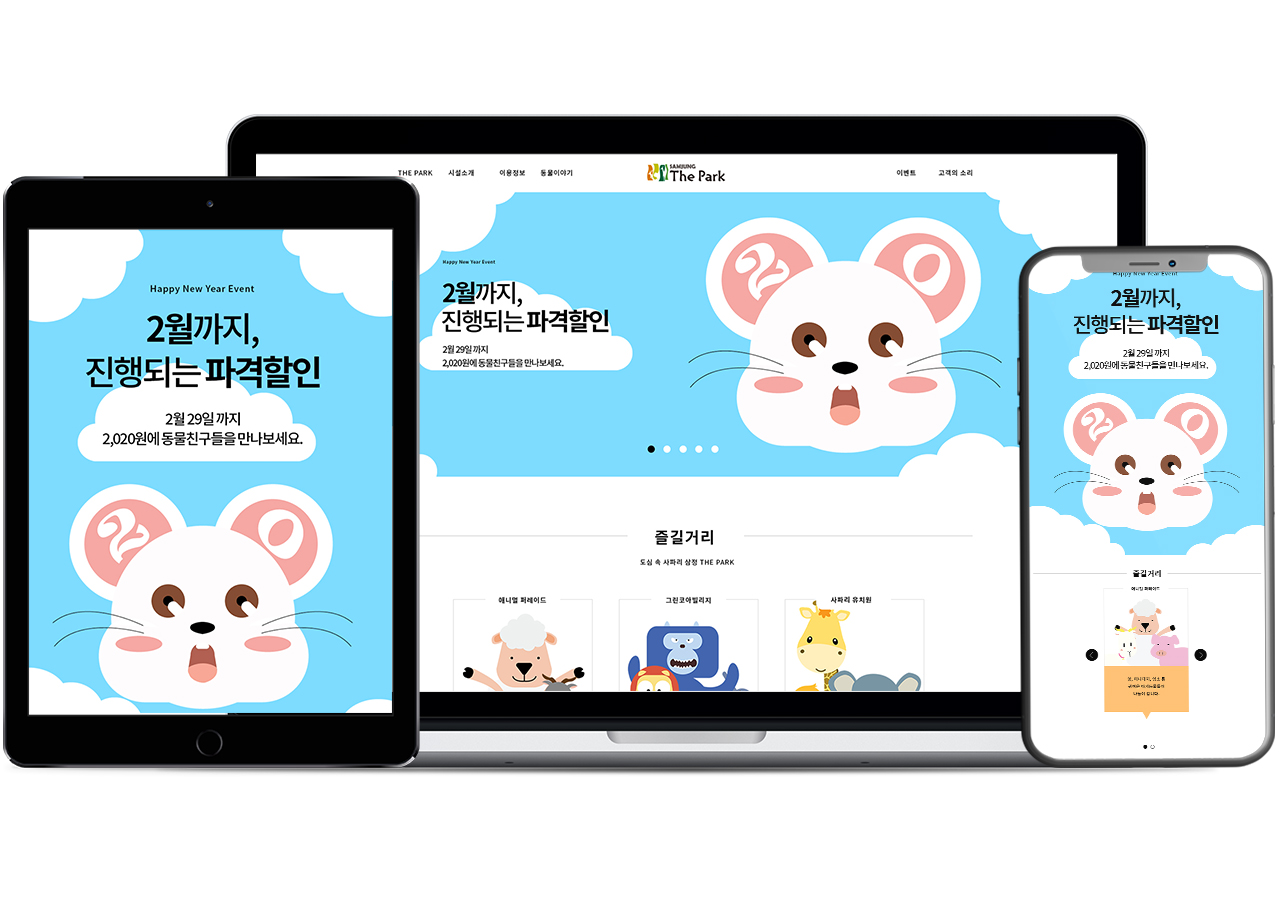 THE PARK 시설소개 이용정보 동물이야기
SAMJUNG
The Park
이벤트 고객의 소리
Happy New Year Event
2월까지,
진행되는 파격할인
2월 29일 까지
2,020원에 동물친구들을 만나보세요.
20
즐길거리
도심 속 사파리 삼정 THE PARK
애니멀 퍼레이드
그린코아빌리지
사파리 유치원
Happy New Year Event
2월까지,
진행되는 파격할인
2월 29일 까지
2,020원에 동물친구들을 만나보세요.
20
Happy New Year Event
2월까지,
진행되는 파격할인
2월 29일 까지
2,020원에 동물친구들을 만나보세요.
20
즐길거리
애니멀 퍼레이드